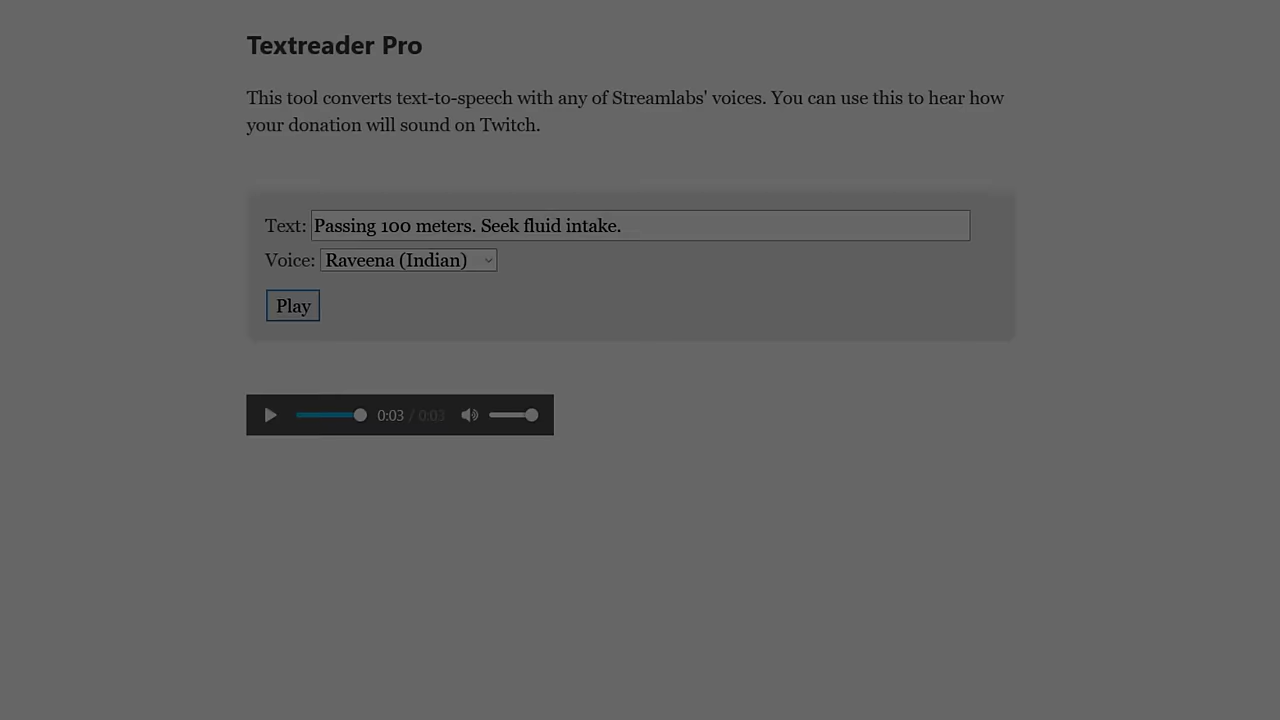 Textreader Pro
This tool converts text-to-speech with any of Streamlabs' voices. You can use this to hear how
your donation will sound on Twitch.
Text: Passing 100 meters. Seek fluid intake.
Voice: Raveena (Indian)
Play
0:03 / 0:03